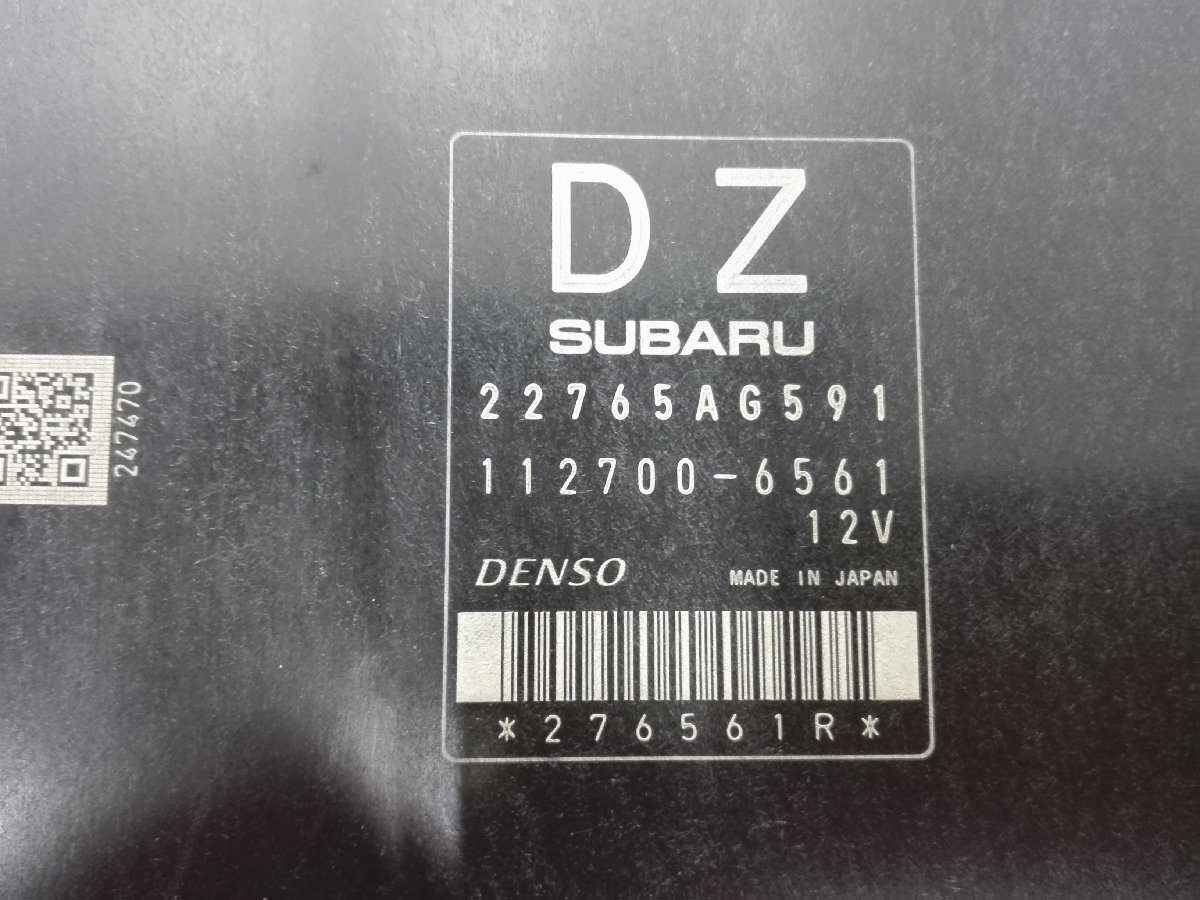 DZ
SUBARU
22765AG591
112700-6561
12V
DENSO MADE IN JAPAN
*276561R*
247470